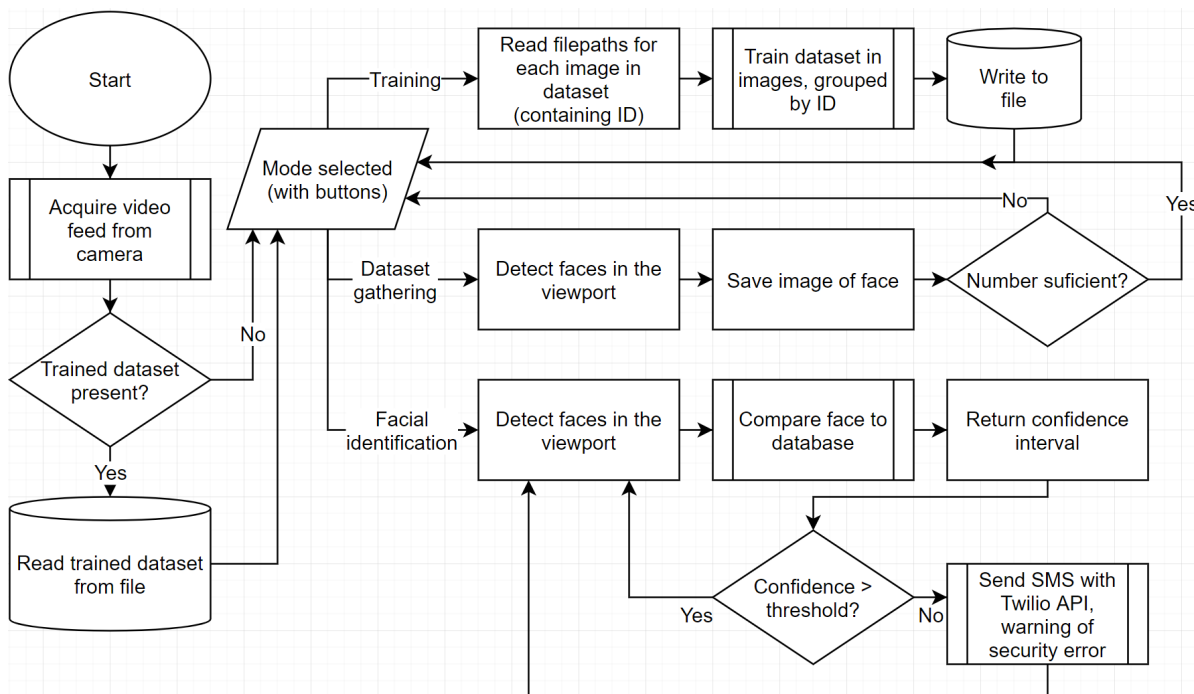 Start
Acquire video
feed from
camera
Trained dataset
present?
No
Yes
Read trained dataset
from file
Mode selected
(with buttons)
Training
Read filepaths for
each image in
dataset
(containing ID)
Train dataset in
images, grouped
by ID
Write to
file
Dataset
gathering
Detect faces in the
viewport
Save image of face
Number suficient?
No
Yes
Facial
identification
Detect faces in the
viewport
Compare face to
database
Return confidence
interval
Confidence >
threshold?
Yes
No
Send SMS with
Twilio API,
warning of
security error